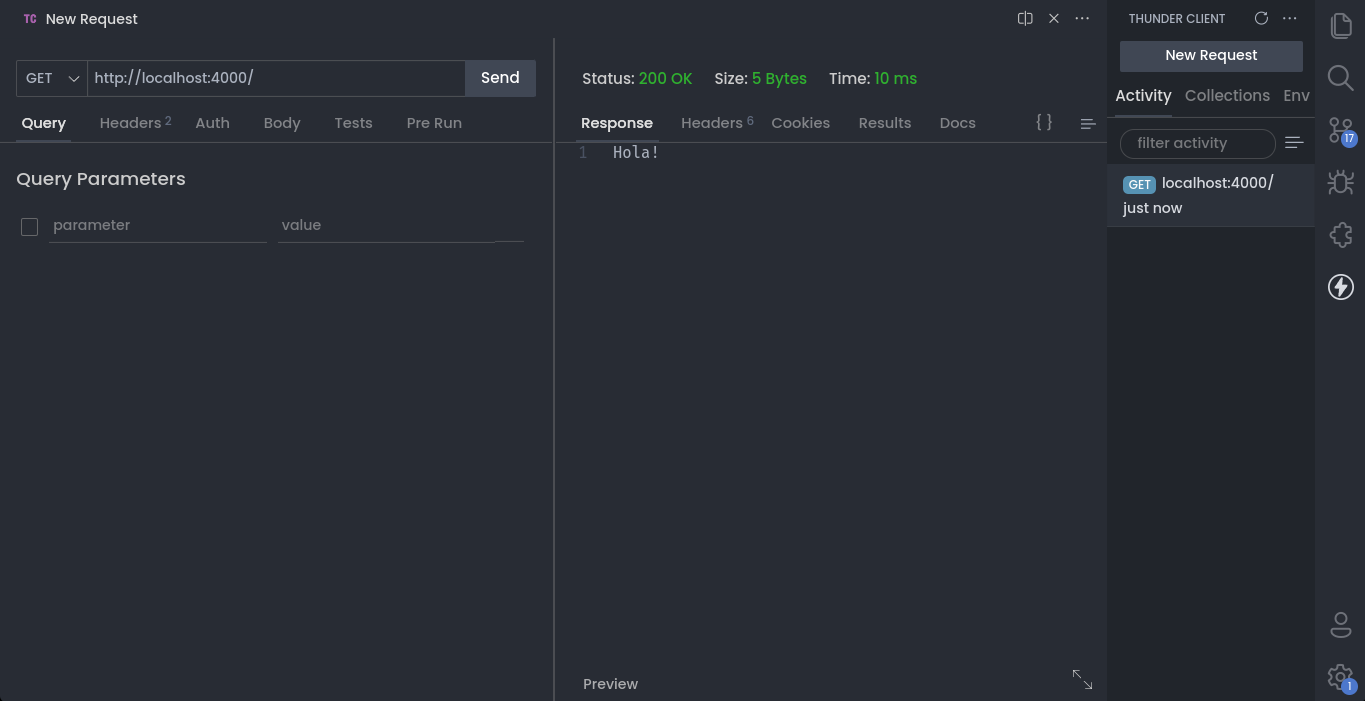 TC New Request
GET http://localhost:4000/ Send
Query Headers 2 Auth Body Tests Pre Run
Query Parameters
parameter value
Status: 200 OK Size: 5 Bytes Time: 10 ms
Response Headers 6 Cookies Results Docs { }
1 Hola!
Preview
THUNDER CLIENT
New Request
Activity Collections Env
filter activity
GET localhost:4000/
just now
17
1